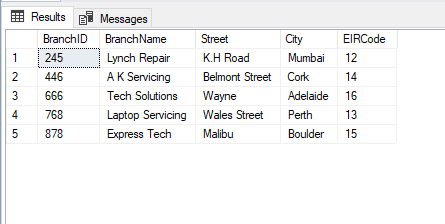 Results Messages
BranchID BranchName Street City EIRCode
1 245 Lynch Repair K.H Road Mumbai 12
2 446 A K Servicing Belmont Street Cork 14
3 666 Tech Solutions Wayne Adelaide 16
4 768 Laptop Servicing Wales Street Perth 13
5 878 Express Tech Malibu Boulder 15